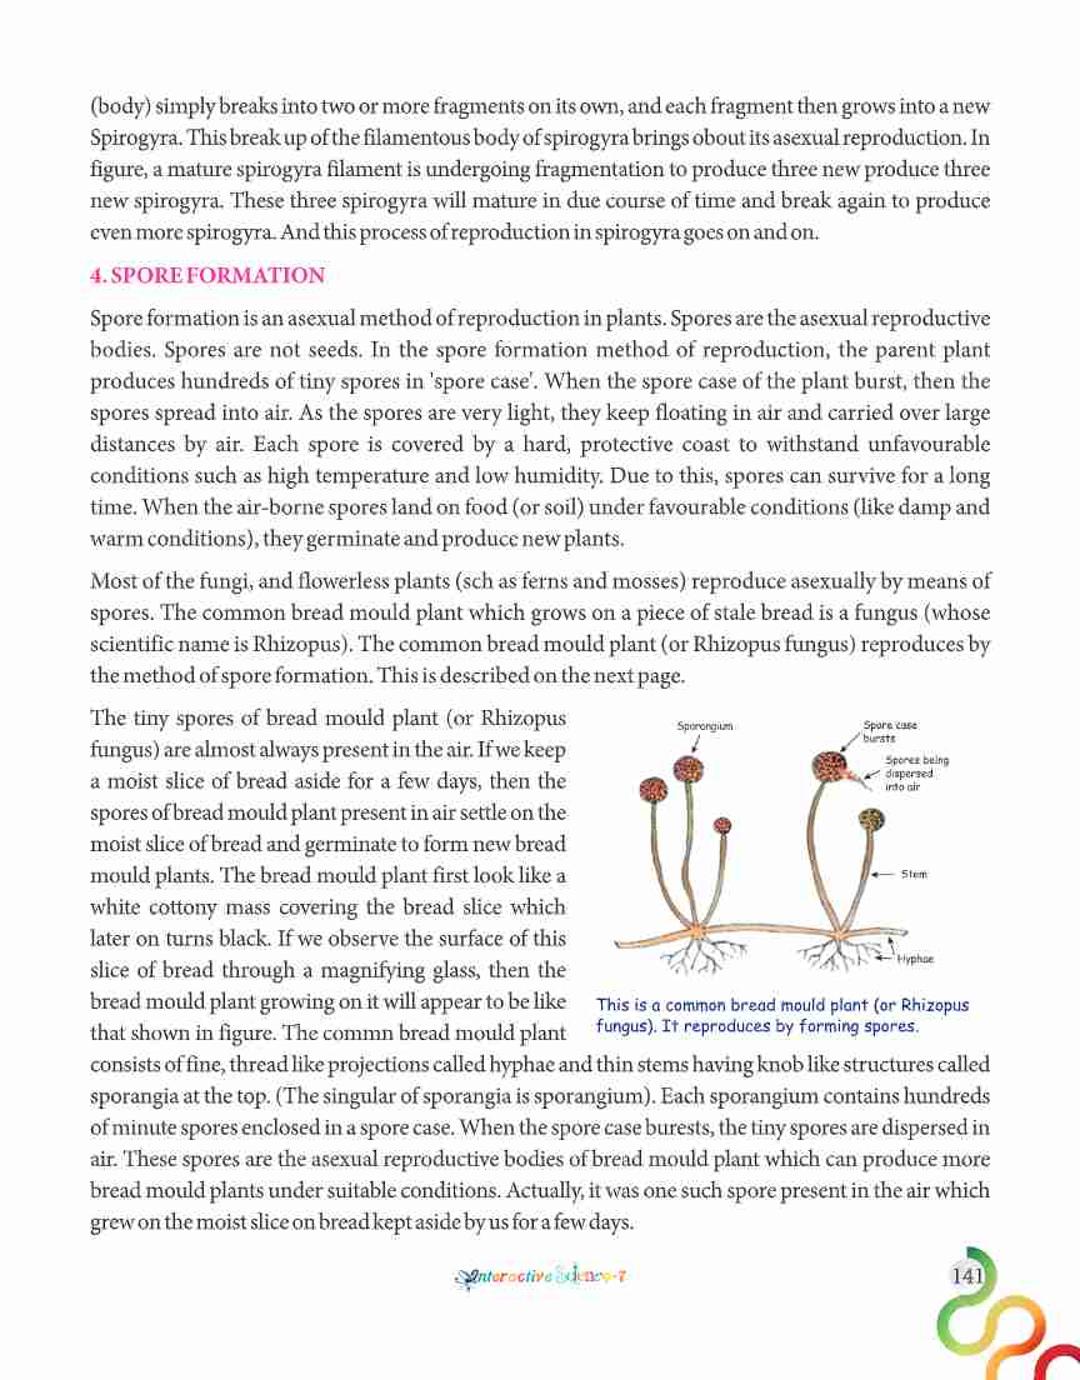 (body) simply breaks into two or more fragments on its own, and each fragment then grows into a new
Spirogyra. This break up of the filamentous body of spirogyra brings obout its asexual reproduction. In
figure, a mature spirogyra filament is undergoing fragmentation to produce three new produce three
new spirogyra. These three spirogyra will mature in due course of time and break again to produce
even more spirogyra. And this process of reproduction in spirogyra goes on and on.
4. SPORE FORMATION
Spore formation is an asexual method of reproduction in plants. Spores are the asexual reproductive
bodies. Spores are not seeds. In the spore formation method of reproduction, the parent plant
produces hundreds of tiny spores in 'spore case'. When the spore case of the plant burst, then the
spores spread into air. As the spores are very light, they keep floating in air and carried over large
distances by air. Each spore is covered by a hard, protective coast to withstand unfavourable
conditions such as high temperature and low humidity. Due to this, spores can survive for a long
time. When the air-borne spores land on food (or soil) under favourable conditions (like damp and
warm conditions), they germinate and produce new plants.
Most of the fungi, and flowerless plants (sch as ferns and mosses) reproduce asexually by means of
spores. The common bread mould plant which grows on a piece of stale bread is a fungus (whose
scientific name is Rhizopus). The common bread mould plant (or Rhizopus fungus) reproduces by
the method of spore formation. This is described on the next page.
The tiny spores of bread mould plant (or Rhizopus
fungus) are almost always present in the air. If we keep
a moist slice of bread aside for a few days, then the
spores of bread mould plant present in air settle on the
moist slice of bread and germinate to form new bread
mould plants. The bread mould plant first look like a
white cottony mass covering the bread slice which
later on turns black. If we observe the surface of this
slice of bread through a magnifying glass, then the
bread mould plant growing on it will appear to be like
that shown in figure. The commn bread mould plant
consists of fine, thread like projections called hyphae and thin stems having knob like structures called
sporangia at the top. (The singular of sporangia is sporangium). Each sporangium contains hundreds
of minute spores enclosed in a spore case. When the spore case burests, the tiny spores are dispersed in
air. These spores are the asexual reproductive bodies of bread mould plant which can produce more
bread mould plants under suitable conditions. Actually, it was one such spore present in the air which
grew on the moist slice on bread kept aside by us for a few days.
Sporongium
Spore case
bursts
Spores being
dispersed
into air
Stem
Hyphae
This is a common bread mould plant (or Rhizopus
fungus). It reproduces by forming spores.
Interactive Science-7
141